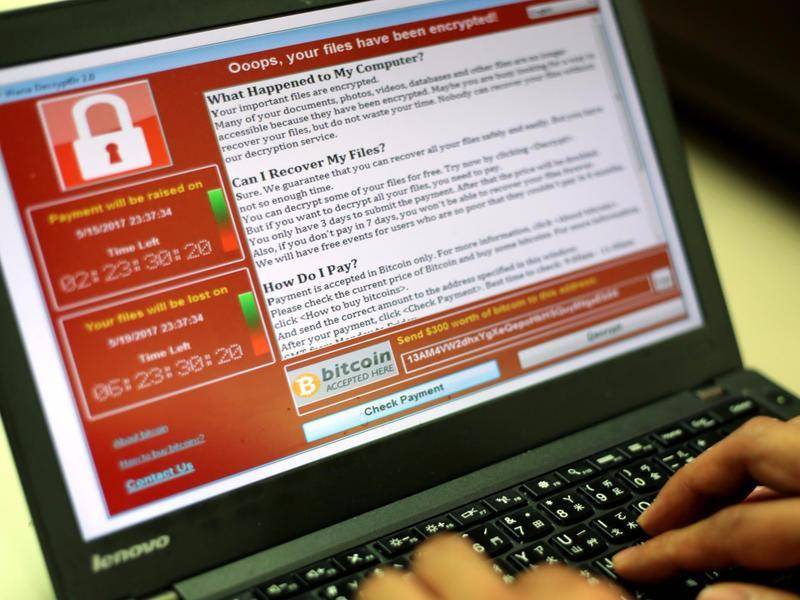 Wana Decrypt0r 2.0
Ooops, your files have been encrypted!
What Happened to My Computer?
Your important files are encrypted.
Many of your documents, photos, videos, databases and other files are no longer
accessible because they have been encrypted. Maybe you are busy looking for a way to
recover your files, but do not waste your time. Nobody can recover your files without
our decryption service.
Can I Recover My Files?
Sure. We guarantee that you can recover all your files safely and easily. But you have
not so enough time.
You can decrypt some of your files for free. Try now by clicking <Decrypt>.
But if you want to decrypt all your files, you need to pay.
You only have 3 days to submit the payment. After that the price will be doubled.
Also, if you don't pay in 7 days, you won't be able to recover your files forever.
We will have free events for users who are so poor that they couldn't pay in 6 months.
How Do I Pay?
Payment is accepted in Bitcoin only. For more information, click <About bitcoin>.
Please check the current price of Bitcoin and buy some bitcoins. For more information,
click <How to buy bitcoins>.
And send the correct amount to the address specified in this window.
After your payment, click <Check Payment>. Best time to check: 9:00am - 11:00am
Payment will be raised on
5/15/2017 23:37:34
Time Left
02:23:30:20
Your files will be lost on
5/19/2017 23:37:34
Time Left
06:23:30:20
About bitcoin
How to buy bitcoins?
Contact Us
bitcoin
ACCEPTED HERE
Send $300 worth of bitcoin to this address:
Check Payment
Decrypt
lenovo